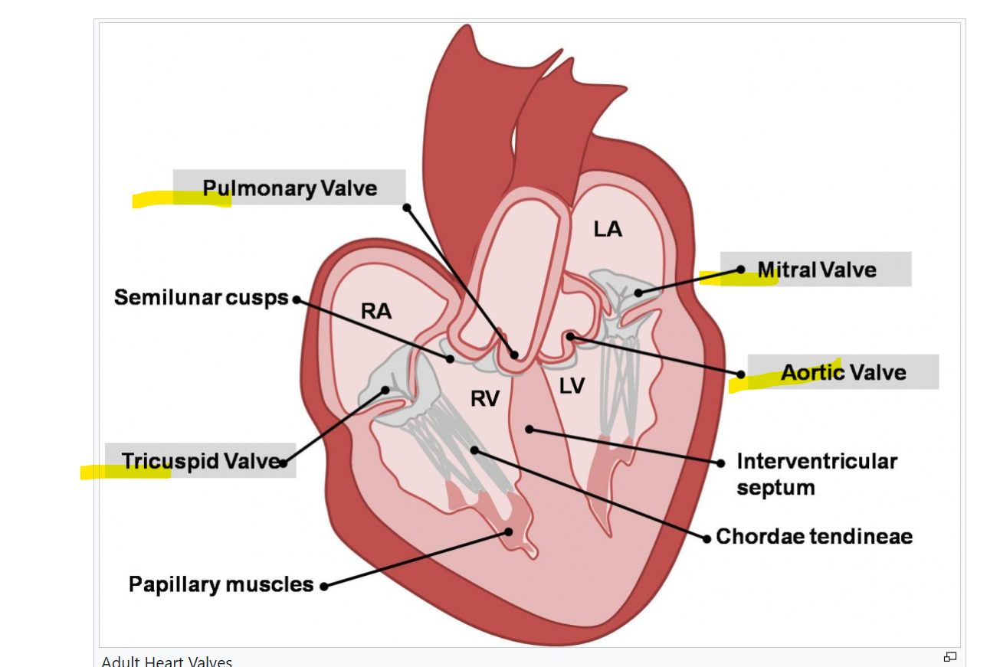 Pulmonary Valve
LA
Mitral Valve
Semilunar cusps
RA
Aortic Valve
LV
RV
Tricuspid Valve
Interventricular
septum
Chordae tendineae
Papillary muscles
Adult Heart Valves